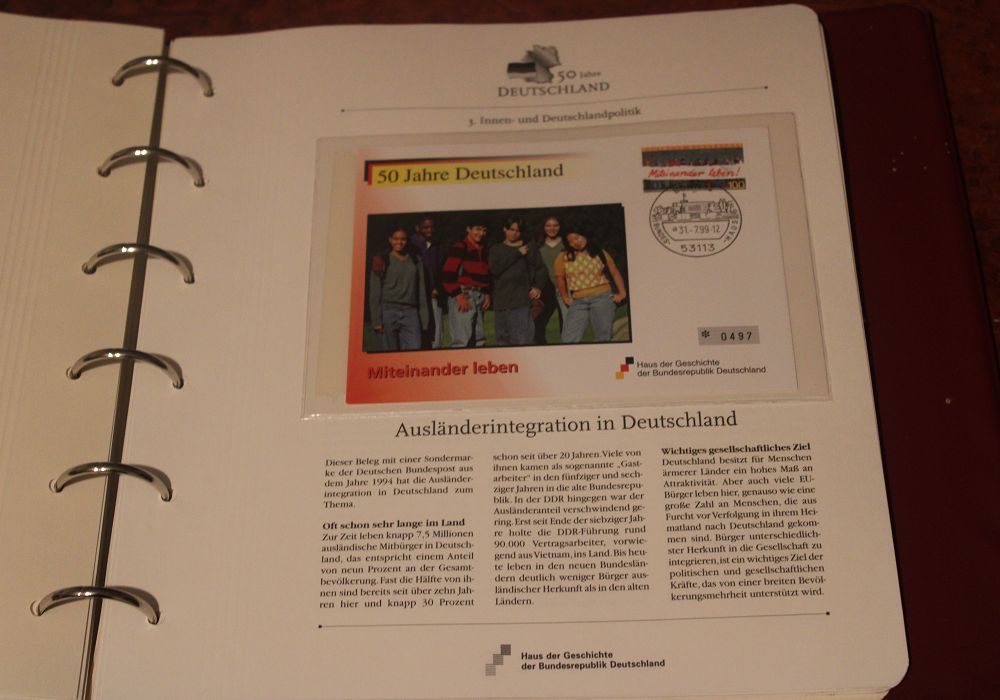 50 Jahre
DEUTSCHLAND
3. Innen- und Deutschlandpolitik
50 Jahre Deutschland
Miteinander leben!
100
BUNDES-HAUS
*31.-7.99-12
53113
* 0497
Miteinander leben
Haus der Geschichte
der Bundesrepublik Deutschland
Ausländerintegration in Deutschland
Dieser Beleg mit einer Sondermar-
ke der Deutschen Bundespost aus
dem Jahre 1994 hat die Ausländer-
integration in Deutschland zum
Thema.
Oft schon sehr lange im Land
Zur Zeit leben knapp 7,5 Millionen
ausländische Mitbürger in Deutsch-
land, das entspricht einem Anteil
von neun Prozent an der Gesamt-
bevölkerung. Fast die Hälfte von ih-
nen sind bereits seit über zehn Jah-
ren hier und knapp 30 Prozent
schon seit über 20 Jahren. Viele von
ihnen kamen als sogenannte „Gast-
arbeiter" in den fünfziger und sech-
ziger Jahren in die alte Bundesrepu-
blik. In der DDR hingegen war der
Ausländeranteil verschwindend ge-
ring. Erst seit Ende der siebziger Jah-
re holte die DDR-Führung rund
90.000 Vertragsarbeiter, vorwie-
gend aus Vietnam, ins Land. Bis heu-
te leben in den neuen Bundeslän-
dern deutlich weniger Bürger aus-
ländischer Herkunft als in den alten
Ländern.
Wichtiges gesellschaftliches Ziel
Deutschland besitzt für Menschen
ärmerer Länder ein hohes Maß an
Attraktivität. Aber auch viele EU-
Bürger leben hier, genauso wie eine
große Zahl an Menschen, die aus
Furcht vor Verfolgung in ihrem Hei-
matland nach Deutschland gekom-
men sind. Bürger unterschiedlich-
ster Herkunft in die Gesellschaft zu
integrieren, ist ein wichtiges Ziel der
politischen und gesellschaftlichen
Kräfte, das von einer breiten Bevöl-
kerungsmehrheit unterstützt wird.
Haus der Geschichte
der Bundesrepublik Deutschland